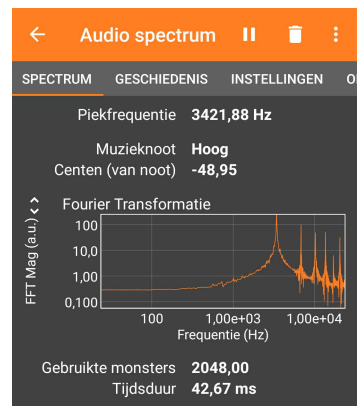 Audio spectrum
SPECTRUM GESCHIEDENIS INSTELLINGEN O
Piekfrequentie 3421,88 Hz
Muzieknoot Hoog
Centen (van noot) -48,95
Fourier Transformatie
FFT Mag (a.u.)
100
10,0
1,00
0,100
100 1,00e+03 1,00e+04
Frequentie (Hz)
Gebruikte monsters 2048,00
Tijdsduur 42,67 ms